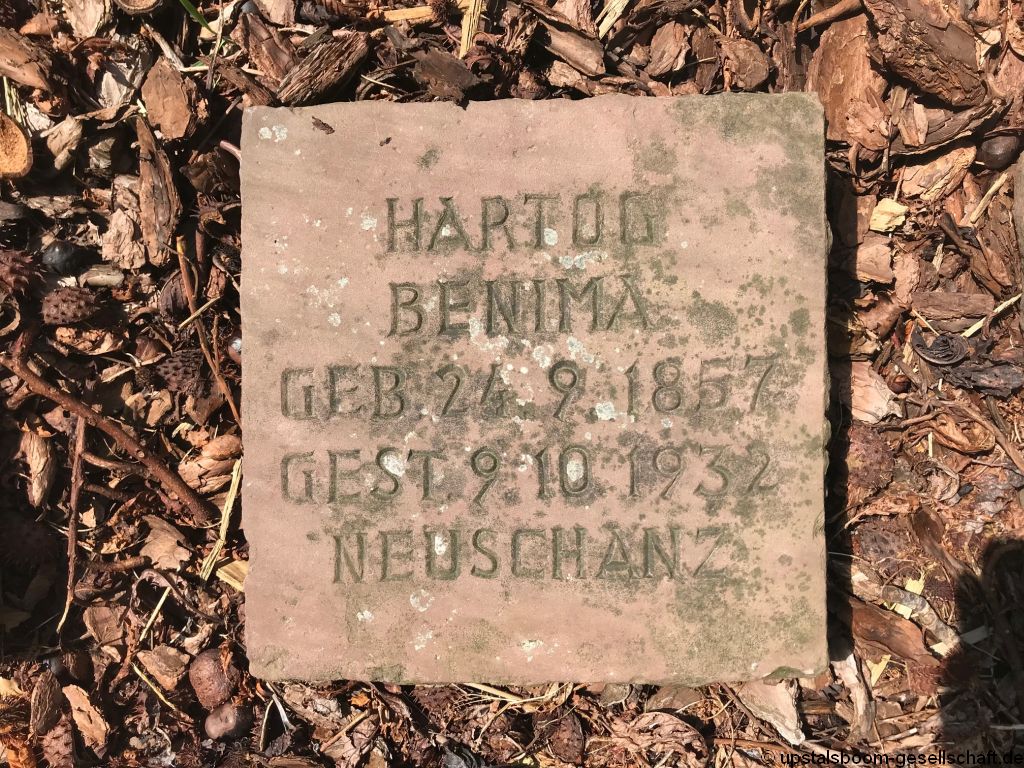 HARTOG
BENIMA
GEB. 24. 9. 1857
GEST. 9. 10. 1932
NEUSCHANZ
© upstalsboom-gesellschaft.de